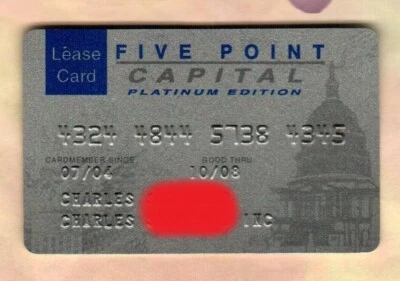 Léase FIVE POINT
Card CAPITAL
PLATINUM EDITION
4324 4844 5738 4345
CARDMEMBER SINCE GOOD THRU
07/04 10/08
CHARLES
CHARLES INC